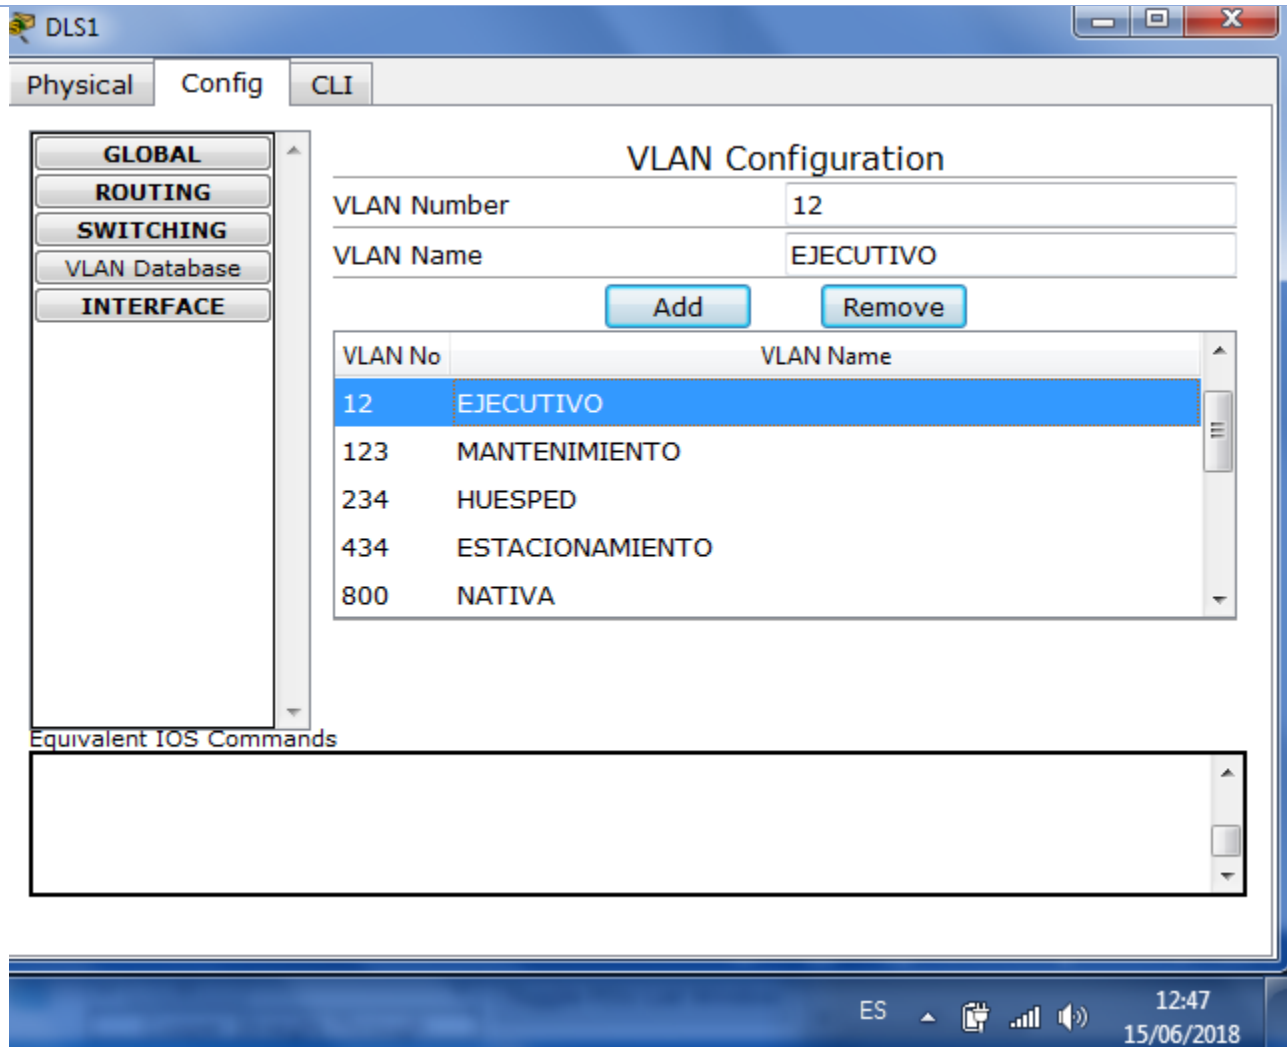 DLS1
Physical Config CLI
GLOBAL
ROUTING
SWITCHING
VLAN Database
INTERFACE
VLAN Configuration
VLAN Number 12
VLAN Name EJECUTIVO
Add Remove
VLAN No VLAN Name
12 EJECUTIVO
123 MANTENIMIENTO
234 HUESPED
434 ESTACIONAMIENTO
800 NATIVA
Equivalent IOS Commands
ES 12:47
15/06/2018